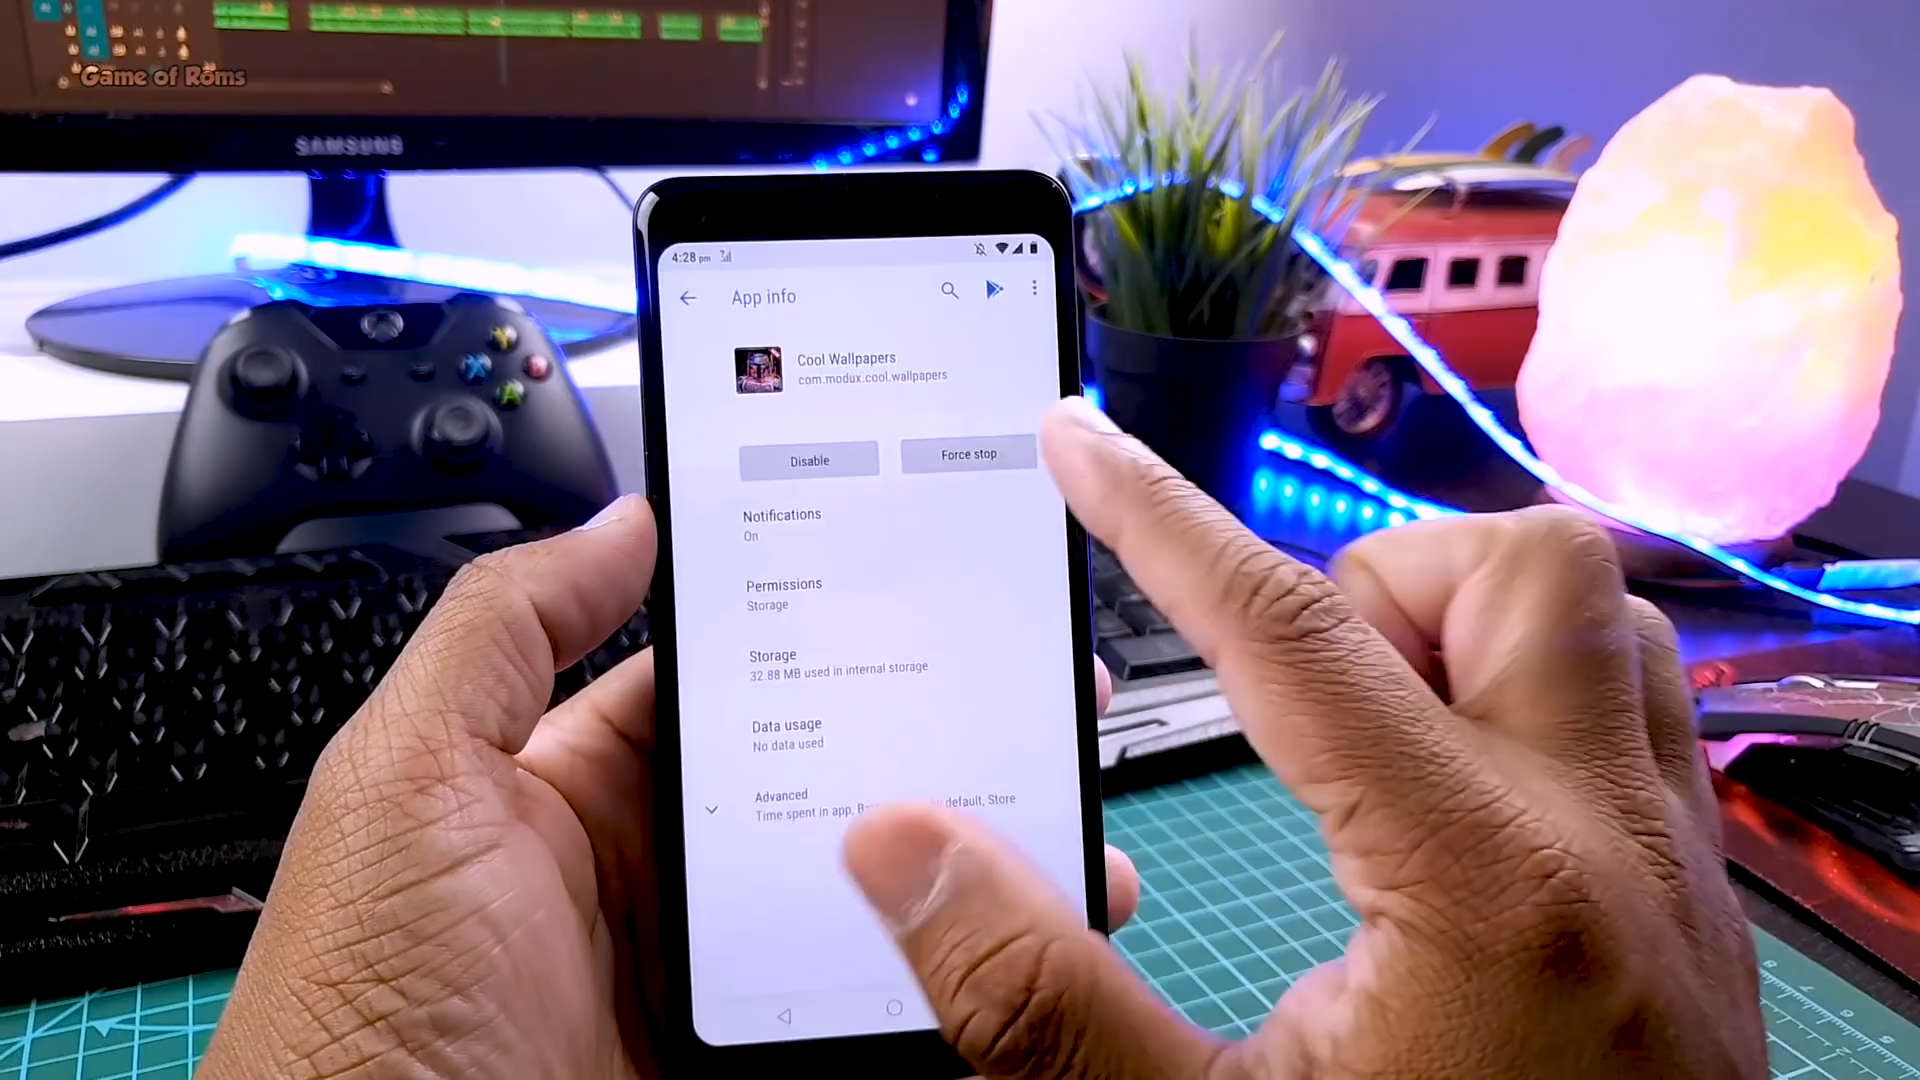 Game of Roms
SAMSUNG
4:28 pm
App info
Cool Wallpapers
com.modux.cool.wallpapers
Disable
Force stop
Notifications
On
Permissions
Storage
Storage
32.88 MB used in internal storage
Data usage
No data used
Advanced
Time spent in app, default, Store
X
Y
B
A